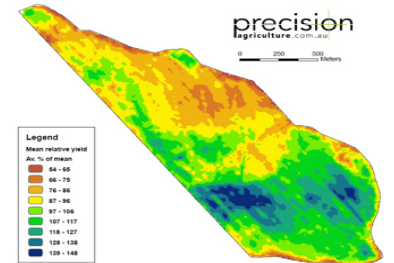 precision
agriculture.com.au
0 250 500
Meters
Legend
Mean relative yield
Av. % of mean
54 - 65
66 - 75
76 - 86
87 - 96
97 - 106
107 - 117
118 - 127
128 - 138
139 - 148